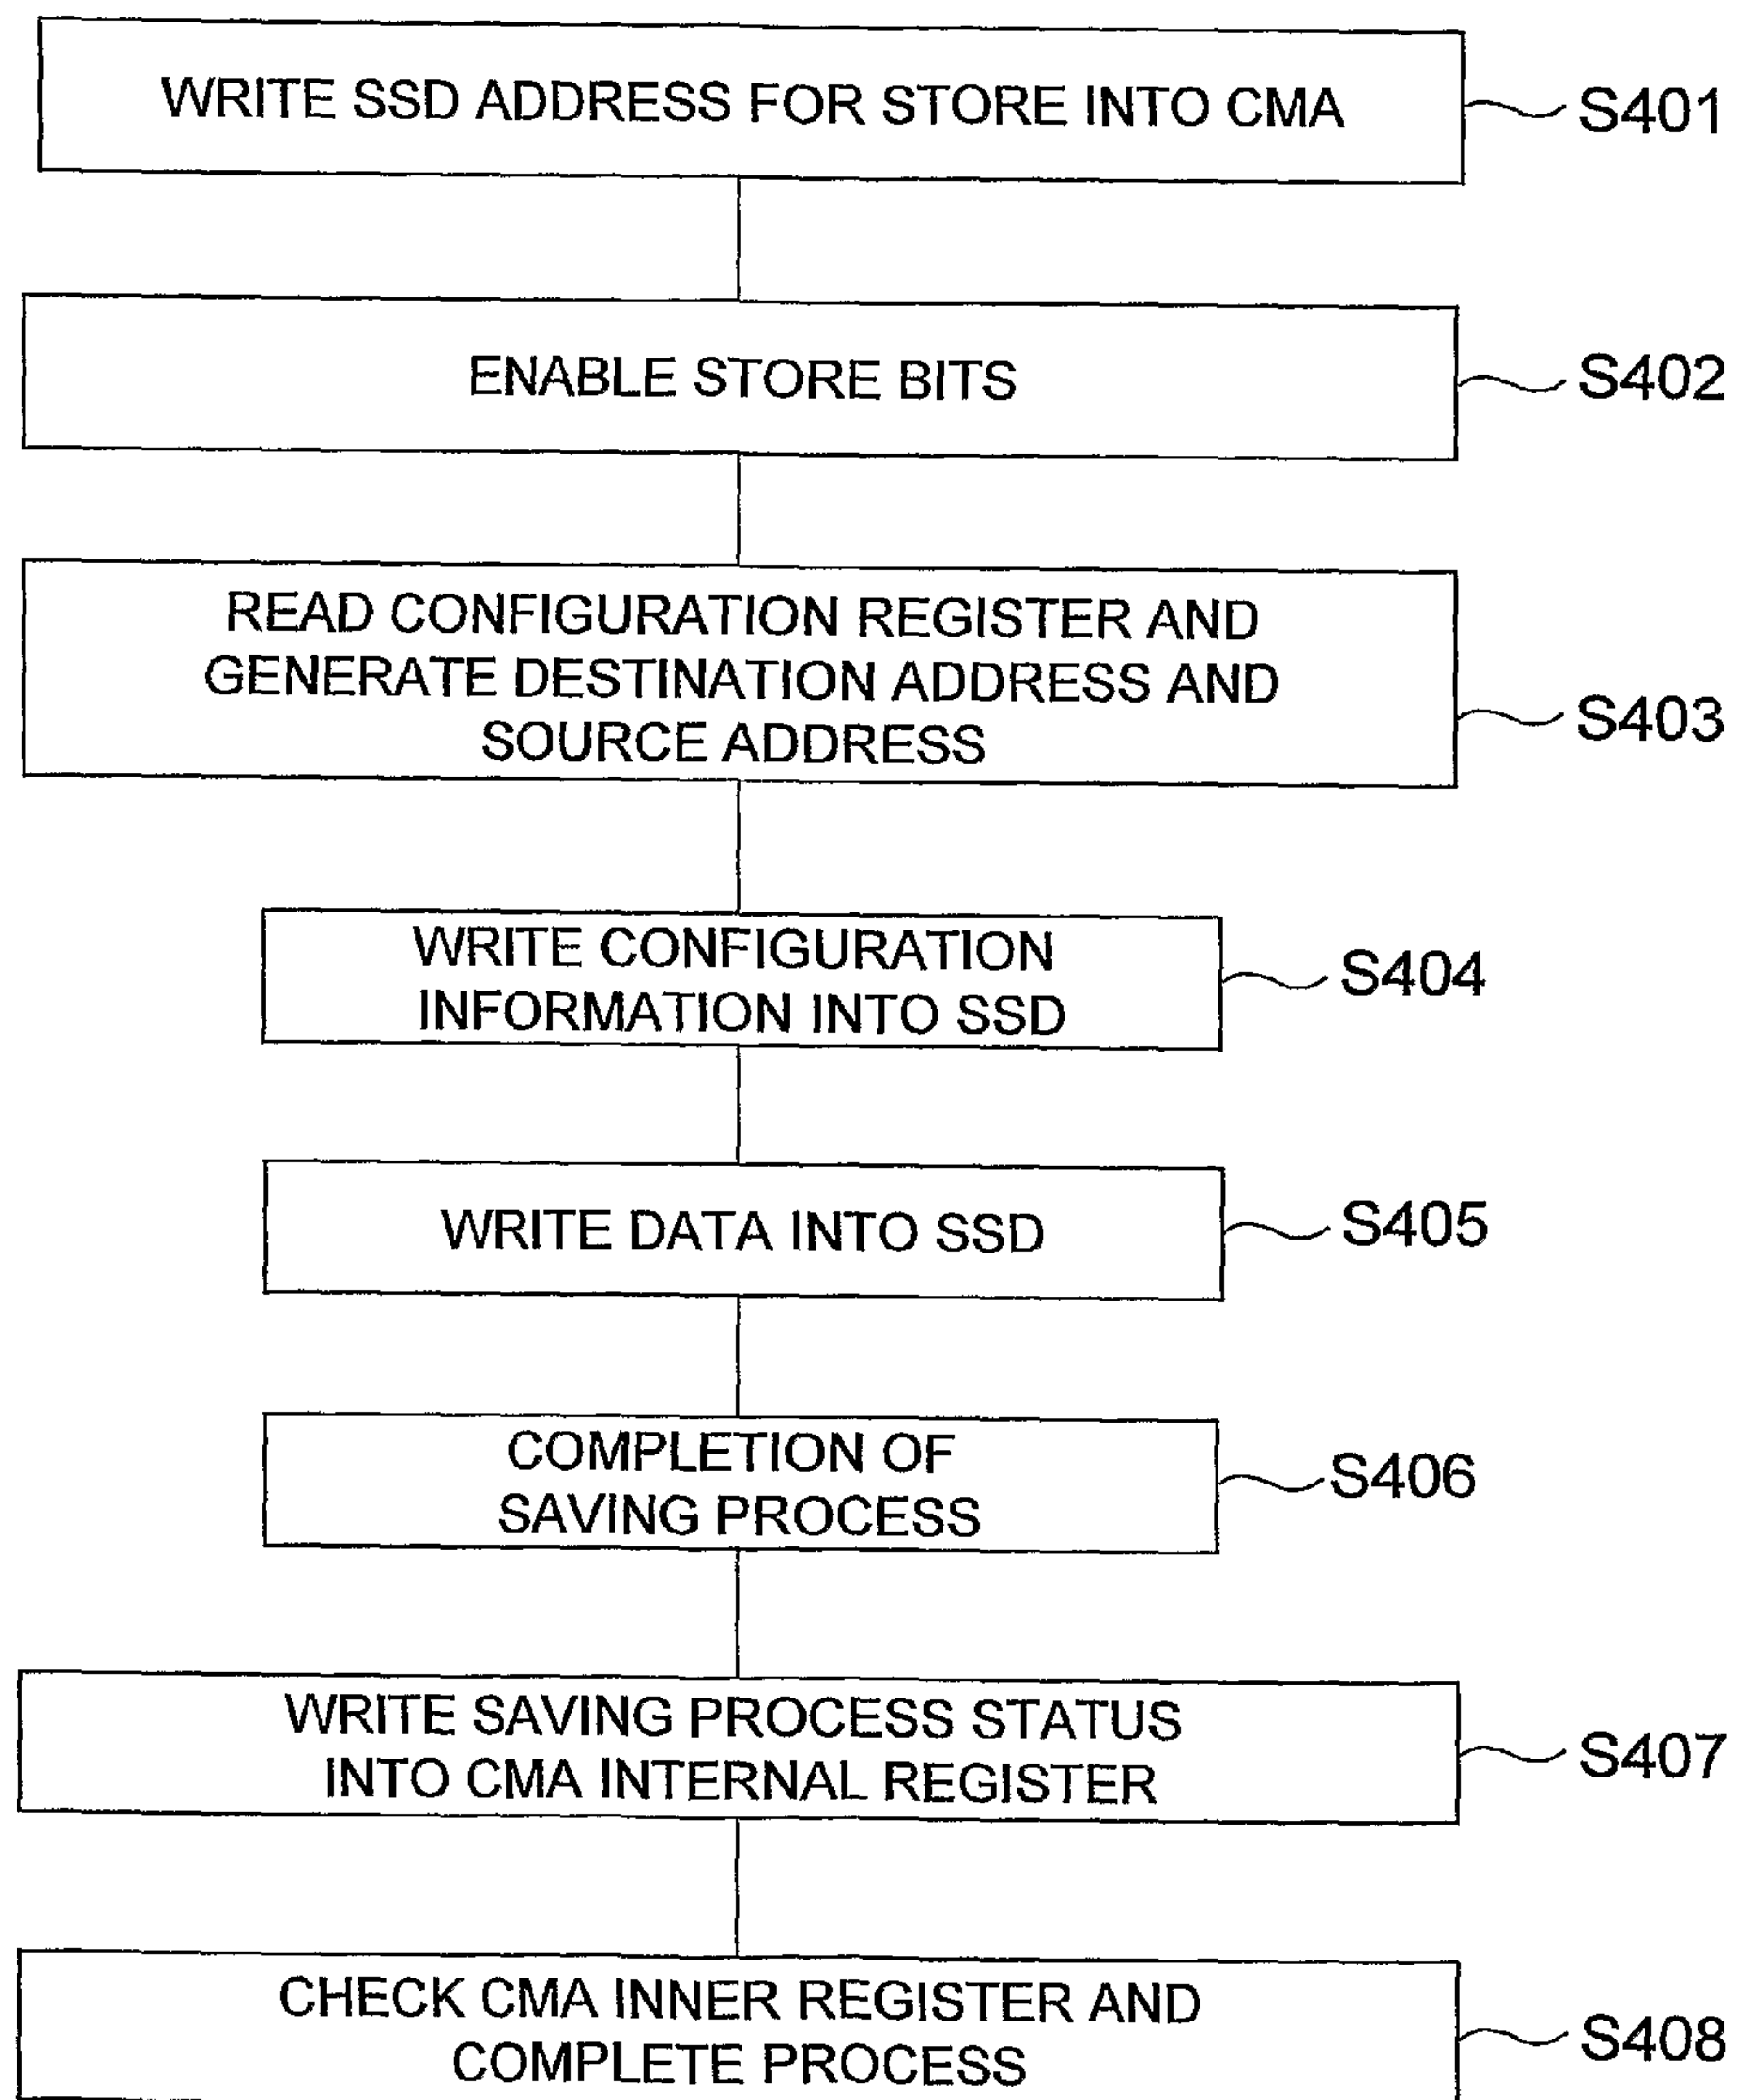 WRITE SSD ADDRESS FOR STORE INTO CMA
S401
ENABLE STORE BITS
S402
READ CONFIGURATION REGISTER AND
GENERATE DESTINATION ADDRESS AND
SOURCE ADDRESS
S403
WRITE CONFIGURATION
INFORMATION INTO SSD
S404
WRITE DATA INTO SSD
S405
COMPLETION OF
SAVING PROCESS
S406
WRITE SAVING PROCESS STATUS
INTO CMA INTERNAL REGISTER
S407
CHECK CMA INNER REGISTER AND
COMPLETE PROCESS
S408